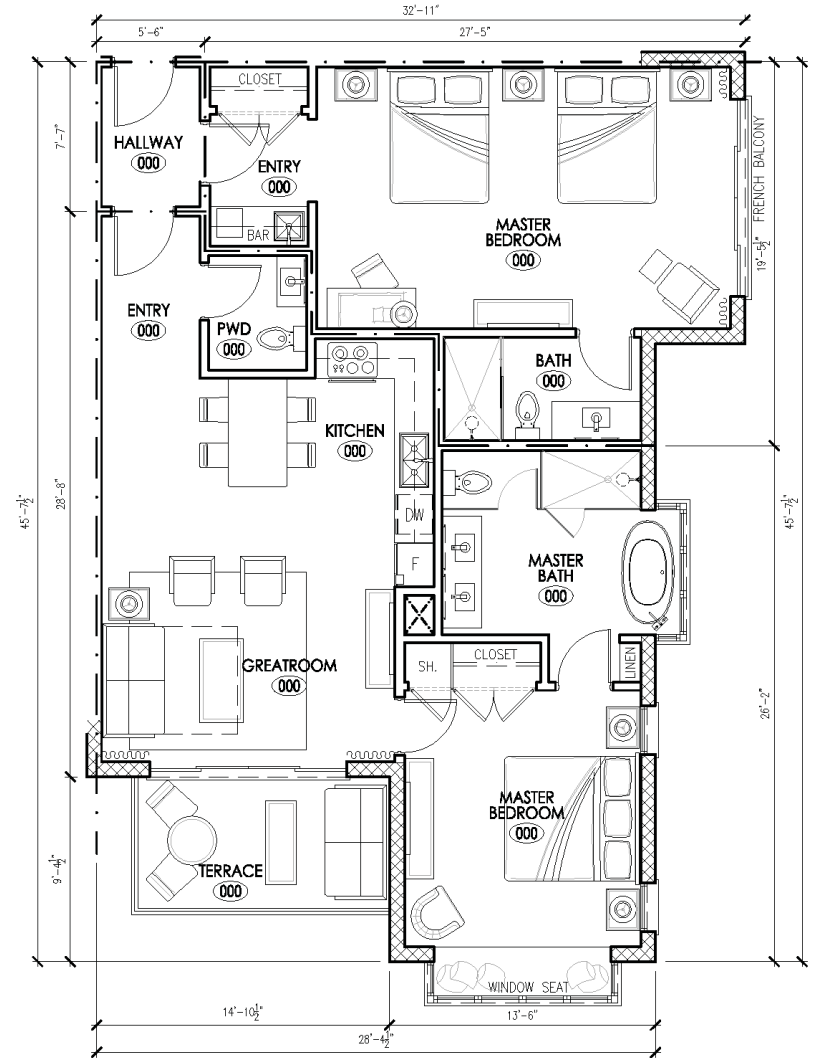 32'-11"
5'-6"
27'-5"
CLOSET
HALLWAY
000
7'-7"
ENTRY
000
FRENCH BALCONY
BAR
MASTER
BEDROOM
000
19'-5½"
ENTRY
000
PWD
000
BATH
000
KITCHEN
000
45'-7½"
28'-8"
45'-7½"
DW
F
MASTER
BATH
000
GREATROOM
000
SH.
CLOSET
LINEN
26'-2"
MASTER
BEDROOM
000
TERRACE
000
9'-4½"
WINDOW SEAT
14'-10½"
13'-6"
28'-4½"